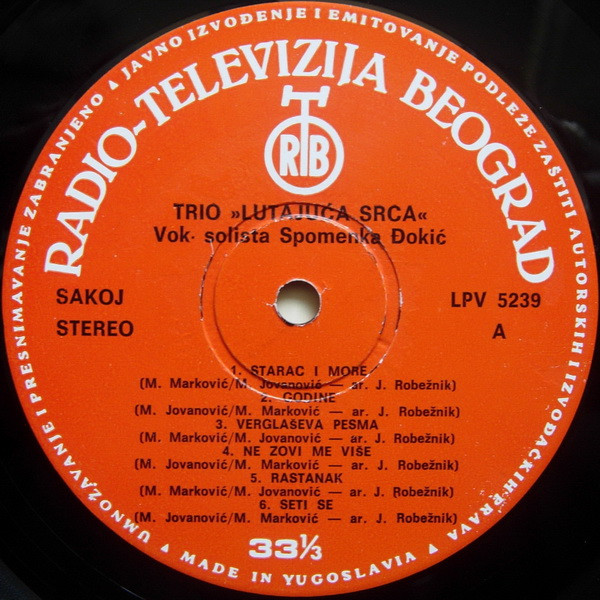 UMNOŽAVANJE I PRESNIMAVANJE ZABRANJENO ▲ JAVNO IZVOĐENJE I EMITOVANJE PODLEŽE ZAŠTITI AUTORSKIH I IZVOĐAČKIH PRAVA ▲
RADIO-TELEVIZIJA BEOGRAD
RTB
TRIO »LUTAJUĆA SRCA«
Vok. solista Spomenka Đokić
SAKOJ
STEREO
LPV 5239
A
1. STARAC I MORE
(M. Marković/M. Jovanović — ar. J. Robežnik)
2. GODINE
(M. Jovanović/M. Marković — ar. J. Robežnik)
3. VERGLAŠEVA PESMA
(M. Marković/M. Jovanović — ar. J. Robežnik)
4. NE ZOVI ME VIŠE
(M. Jovanović/M. Marković — ar. J. Robežnik)
5. RASTANAK
(M. Marković/M. Jovanović — ar. J. Robežnik)
6. SETI SE
(M. Jovanović/M. Marković — ar. J. Robežnik)
33⅓
▲ MADE IN YUGOSLAVIA ▲